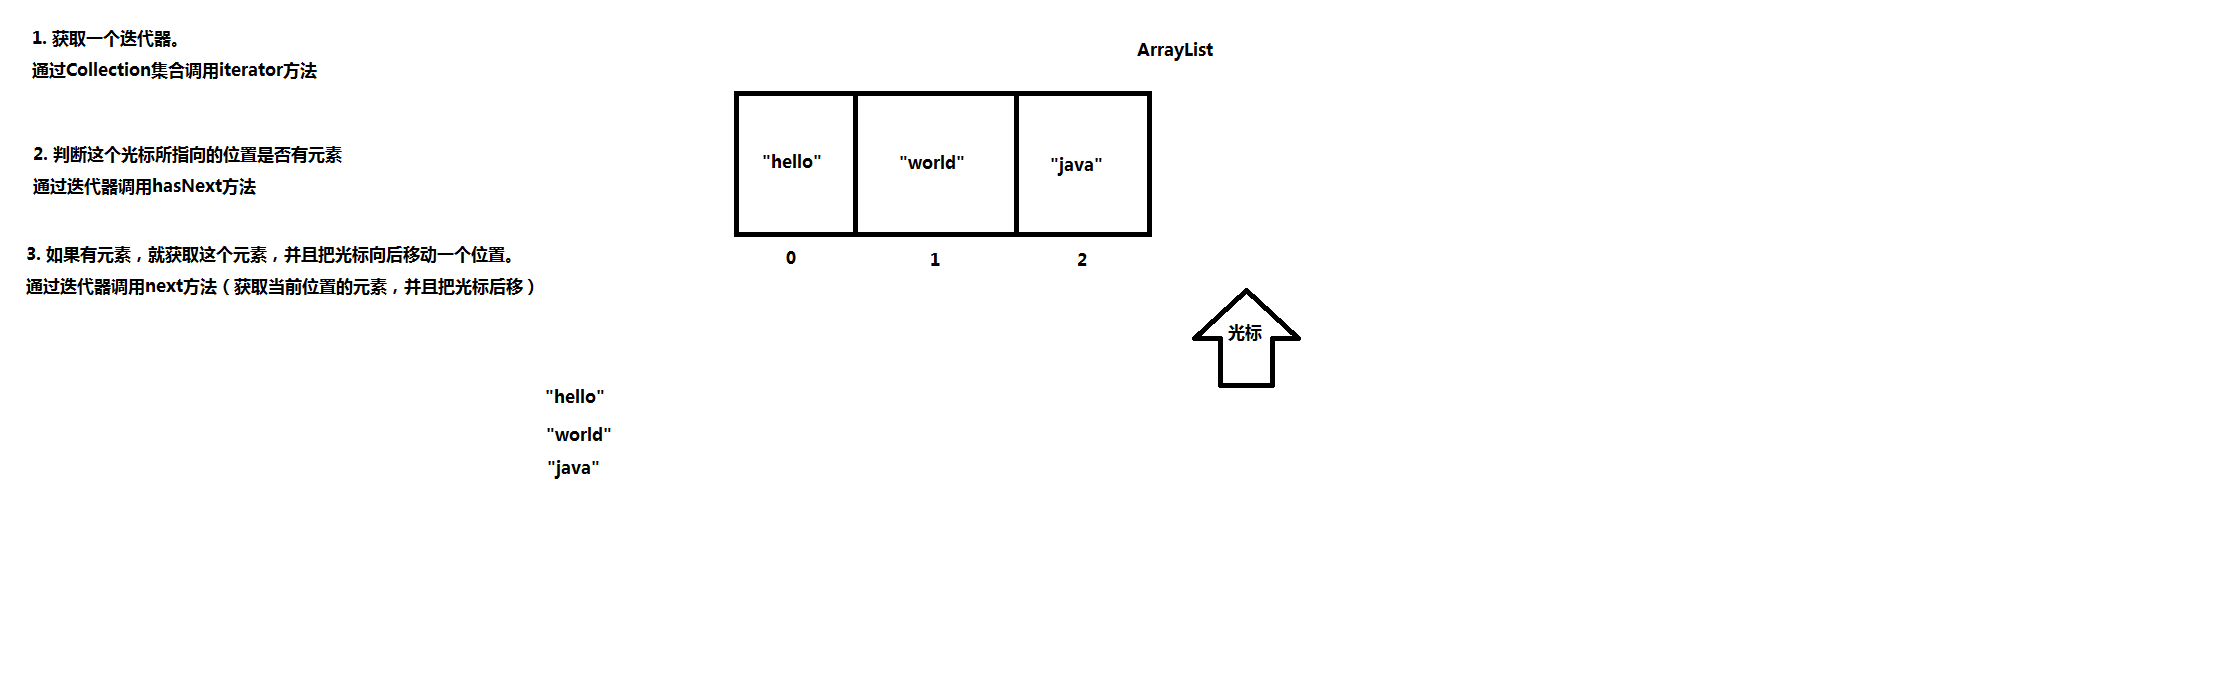 1. 获取一个迭代器。
通过Collection集合调用iterator方法
2. 判断这个光标所指向的位置是否有元素
通过迭代器调用hasNext方法
3. 如果有元素，就获取这个元素，并且把光标向后移动一个位置。
通过迭代器调用next方法（获取当前位置的元素，并且把光标后移）
ArrayList
"hello"
"world"
"java"
0
1
2
光标
"hello"
"world"
"java"